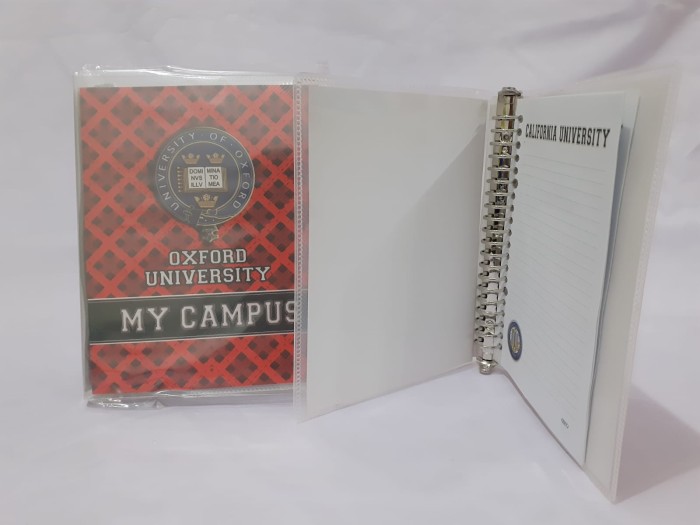 UNIVERSITY OF OXFORD
DOMI MINA
NVS TIO
ILLV MEA
OXFORD
UNIVERSITY
MY CAMPUS
CALIFORNIA UNIVERSITY